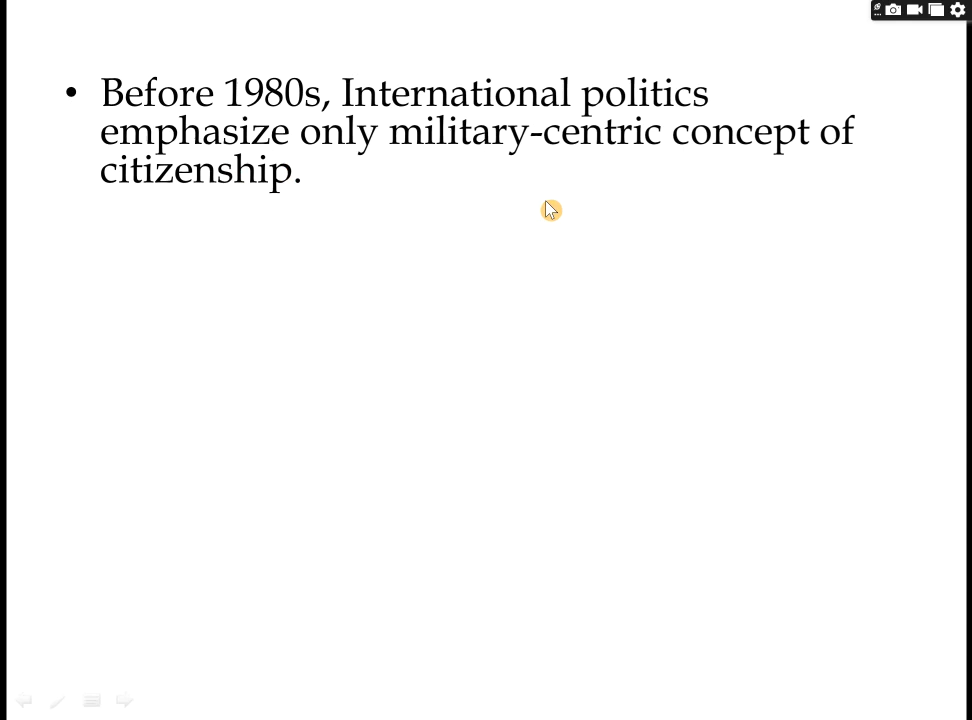 • Before 1980s, International politics
emphasize only military-centric concept of
citizenship.